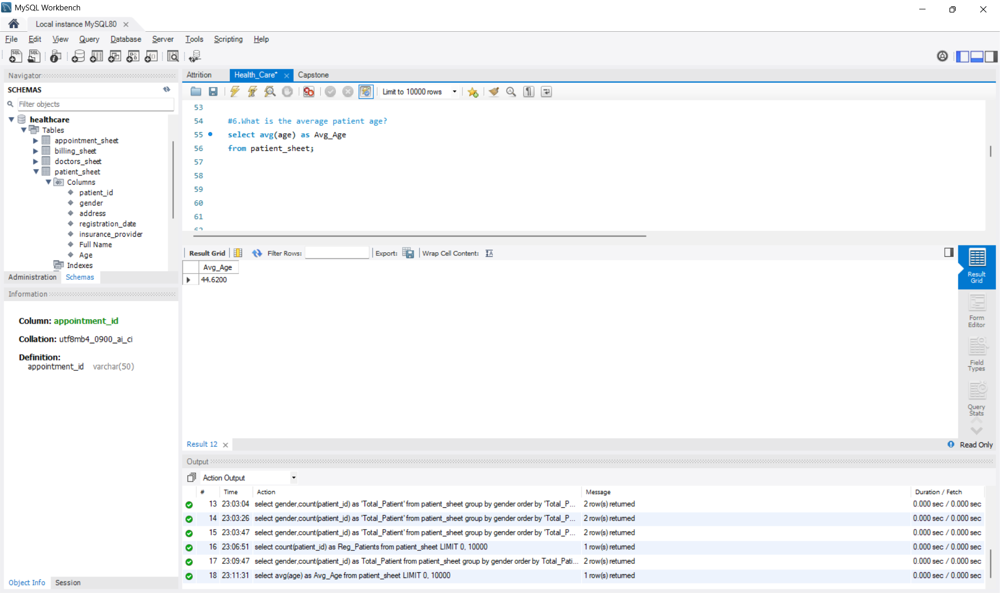 MySQL Workbench
Local instance MySQL80
File Edit View Query Database Server Tools Scripting Help
Navigator
SCHEMAS
Filter objects
healthcare
Tables
appointment_sheet
billing_sheet
doctors_sheet
patient_sheet
Columns
patient_id
gender
address
registration_date
insurance_provider
Full Name
Age
Indexes
Administration Schemas
Information
Column: appointment_id
Collation: utf8mb4_0900_ai_ci
Definition:
appointment_id varchar(50)
Object Info Session
Attrition Health_Care* Capstone
Limit to 10000 rows
53
54 #6.What is the average patient age?
55 select avg(age) as Avg_Age
56 from patient_sheet;
57
58
59
60
61
62
Result Grid Filter Rows: Export: Wrap Cell Content:
Avg_Age
44.6200
Result
Grid
Form
Editor
Field
Types
Query
Stats
Result 12
Read Only
Output
Action Output
# Time Action Message Duration / Fetch
13 23:03:04 select gender,count(patient_id) as 'Total_Patient' from patient_sheet group by gender order by 'Total_P... 2 row(s) returned 0.000 sec / 0.000 sec
14 23:03:26 select gender,count(patient_id) as 'Total_Patient' from patient_sheet group by gender order by 'Total_P... 2 row(s) returned 0.000 sec / 0.000 sec
15 23:03:47 select gender,count(patient_id) as 'Total_Patient' from patient_sheet group by gender order by 'Total_P... 2 row(s) returned 0.000 sec / 0.000 sec
16 23:06:51 select count(patient_id) as Reg_Patients from patient_sheet LIMIT 0, 10000 1 row(s) returned 0.000 sec / 0.000 sec
17 23:09:47 select gender,count(patient_id) as Total_Patient from patient_sheet group by gender order by Total_Pati... 2 row(s) returned 0.000 sec / 0.000 sec
18 23:11:31 select avg(age) as Avg_Age from patient_sheet LIMIT 0, 10000 1 row(s) returned 0.000 sec / 0.000 sec